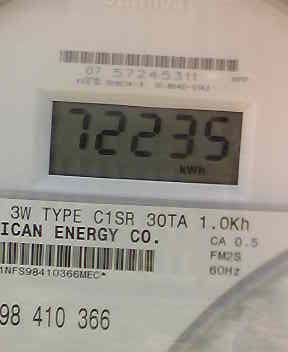 07 57245311
72235
kWh
3W TYPE C1SR 30TA 1.0Kh
ICAN ENERGY CO.
CA 0.5
FM2S
60Hz
1NFS98410366MEC*
98 410 366